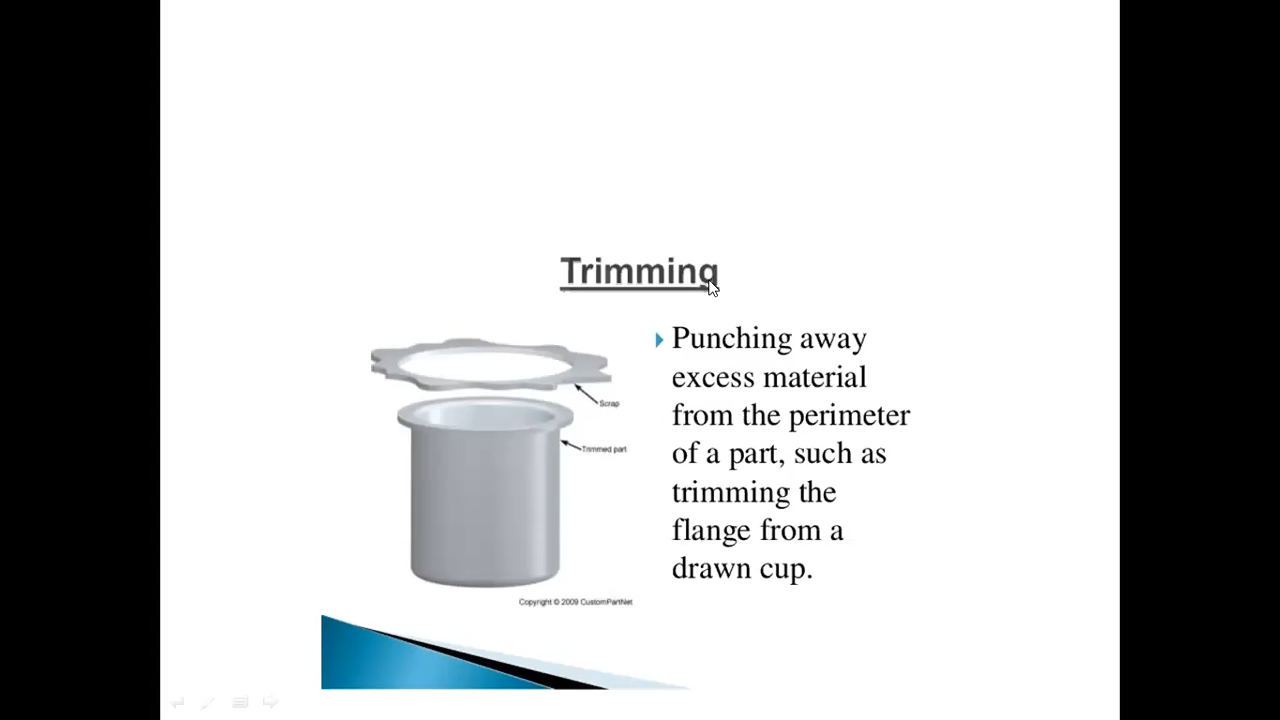 Trimming
Scrap
Trimmed part
Copyright © 2009 CustomPartNet
Punching away
excess material
from the perimeter
of a part, such as
trimming the
flange from a
drawn cup.